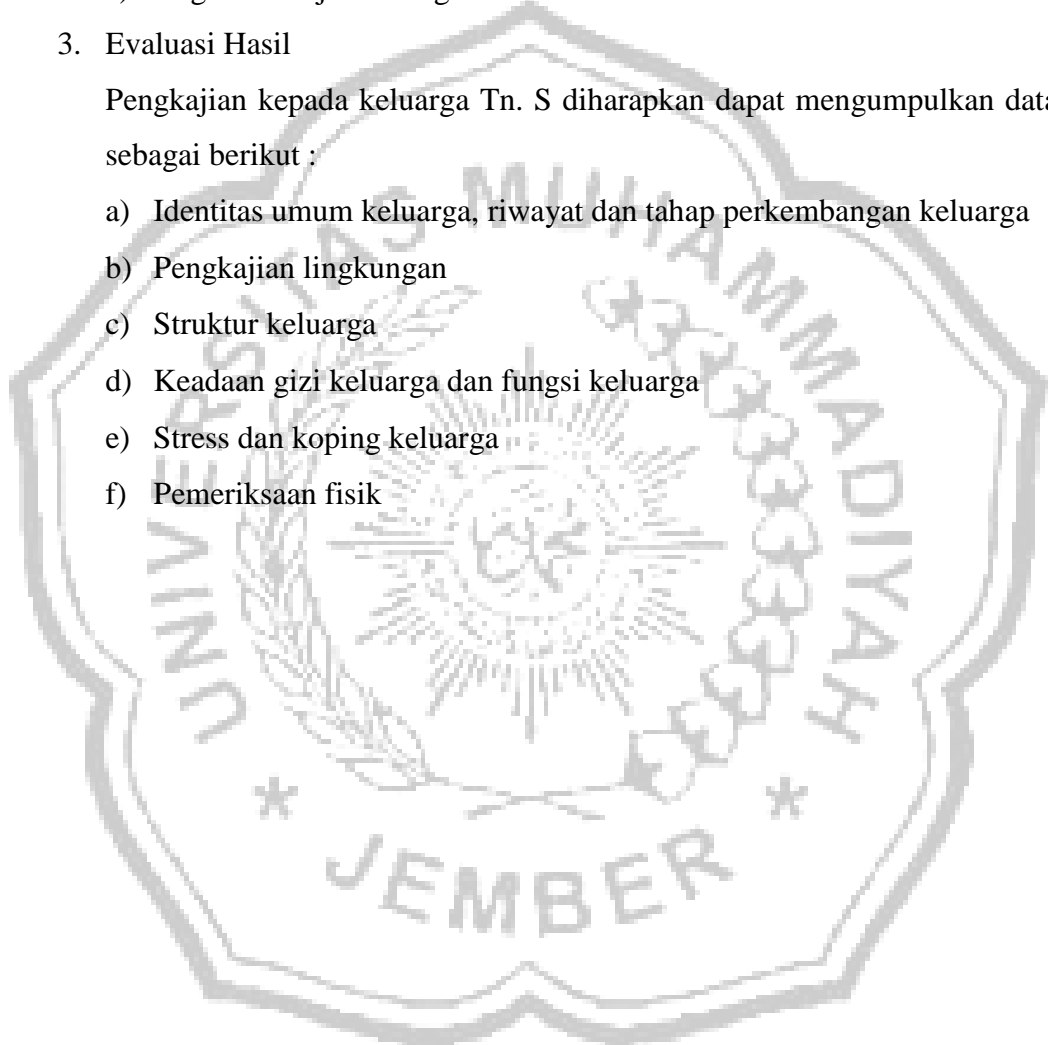 3. Evaluasi Hasil
Pengkajian kepada keluarga Tn. S diharapkan dapat mengumpulkan data
sebagai berikut :
a) Identitas umum keluarga, riwayat dan tahap perkembangan keluarga
b) Pengkajian lingkungan
c) Struktur keluarga
d) Keadaan gizi keluarga dan fungsi keluarga
e) Stress dan koping keluarga
f) Pemeriksaan fisik
UNIVERSITAS MUHAMMADIYAH
* JEMBER *